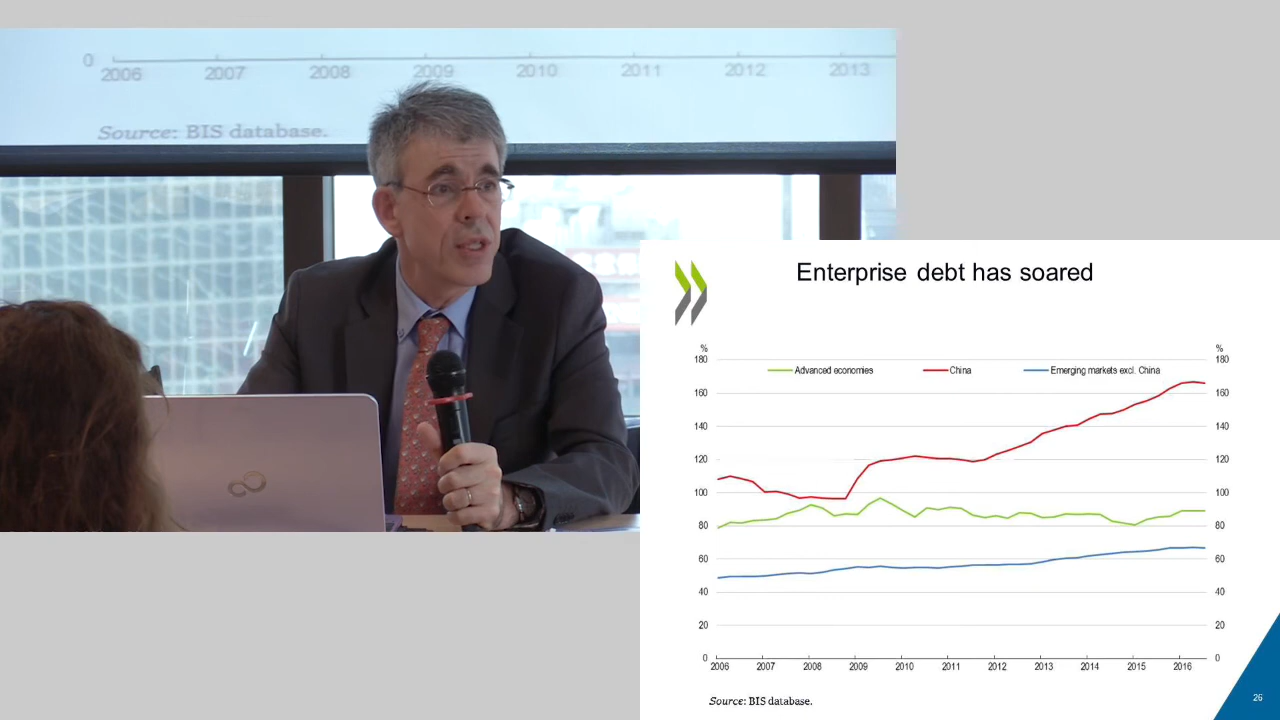 0
2006 2007 2008 2009 2010 2011 2012 2013
Source: BIS database.
Enterprise debt has soared
% %
Advanced economies China Emerging markets excl. China
180 180
160 160
140 140
120 120
100 100
80 80
60 60
40 40
20 20
0 0
2006 2007 2008 2009 2010 2011 2012 2013 2014 2015 2016
Source: BIS database.
26